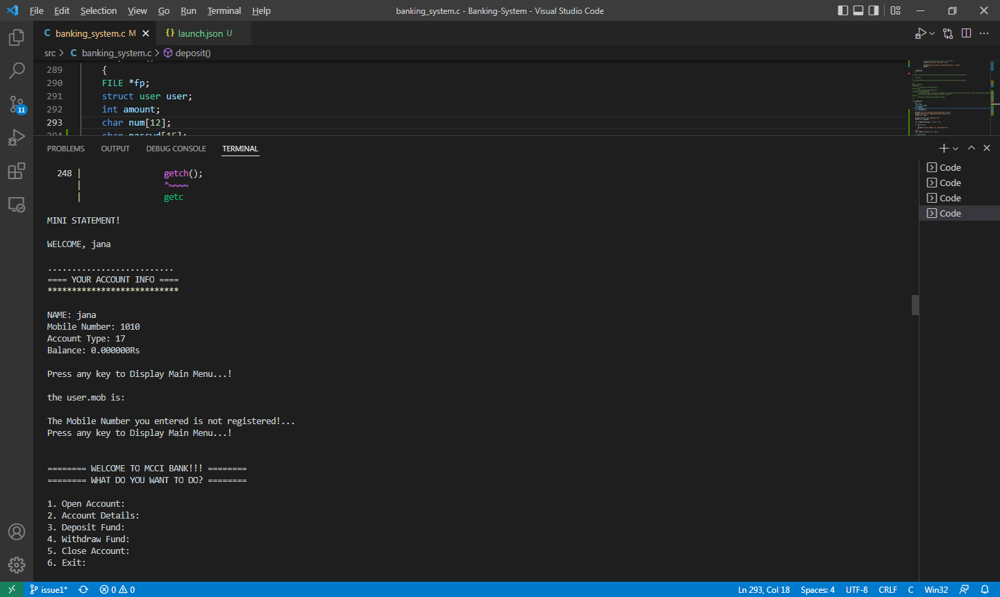 File Edit Selection View Go Run Terminal Help banking_system.c - Banking-System - Visual Studio Code
C banking_system.c M {} launch.json U
src > C banking_system.c > deposit()
289 {
290 FILE *fp;
291 struct user user;
292 int amount;
293 char num[12];
PROBLEMS OUTPUT DEBUG CONSOLE TERMINAL
248 | getch();
| ^~~~~
| getc
MINI STATEMENT!
WELCOME, jana
..........................
==== YOUR ACCOUNT INFO ====
***************************
NAME: jana
Mobile Number: 1010
Account Type: 17
Balance: 0.000000Rs
Press any key to Display Main Menu...!
the user.mob is:
The Mobile Number you entered is not registered!...
Press any key to Display Main Menu...!
======== WELCOME TO MCCI BANK!!! ========
======== WHAT DO YOU WANT TO DO? ========
1. Open Account:
2. Account Details:
3. Deposit Fund:
4. Withdraw Fund:
5. Close Account:
6. Exit:
Code
Code
Code
Code
11
issue1* 0 0 Ln 293, Col 18 Spaces: 4 UTF-8 CRLF C Win32